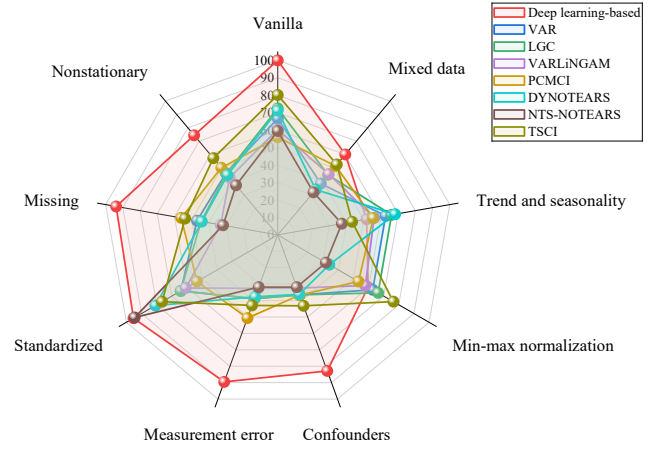 Vanilla
Mixed data
Trend and seasonality
Min-max normalization
Confounders
Measurement error
Standardized
Missing
Nonstationary
100
90
80
70
60
50
40
30
20
10
0
Deep learning-based
VAR
LGC
VARLiNGAM
PCMCI
DYNOTEARS
NTS-NOTEARS
TSCI